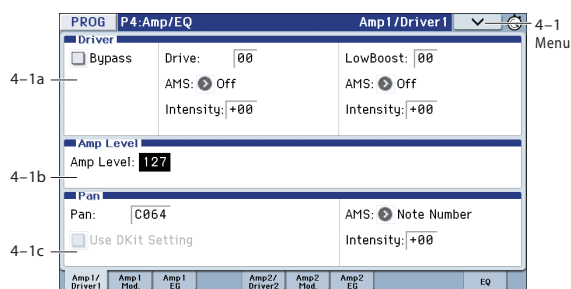 PROG P4:Amp/EQ Amp1/Driver1
4–1
Menu
Driver
Bypass Drive: 00 LowBoost: 00
4–1a
AMS: Off AMS: Off
Intensity: +00 Intensity: +00
Amp Level
Amp Level: 127
4–1b
Pan
Pan: C064 AMS: Note Number
Use DKit Setting Intensity: +00
4–1c
Amp1/ Driver1 Amp1 Mod. Amp1 EG Amp2/ Driver2 Amp2 Mod. Amp2 EG EQ